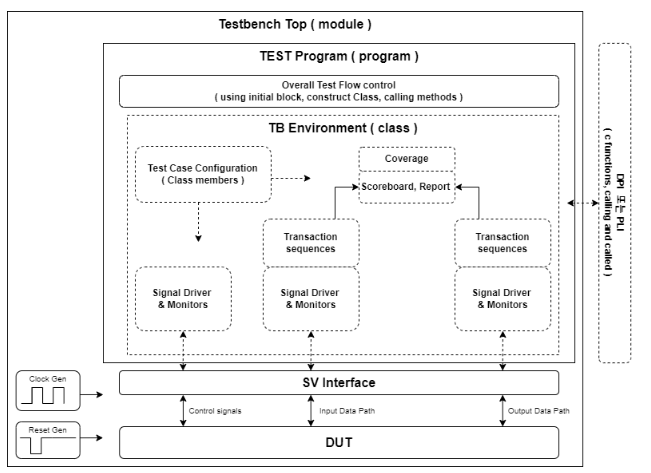 Testbench Top ( module )
TEST Program ( program )
Overall Test Flow control
( using initial block, construct Class, calling methods )
TB Environment ( class )
Test Case Configuration
( Class members )
Coverage
Scoreboard, Report
Transaction
sequences
Transaction
sequences
Signal Driver
& Monitors
Signal Driver
& Monitors
Signal Driver
& Monitors
DPI 또는 PLI
( c functions, calling and called )
Clock Gen
SV Interface
Control signals
Input Data Path
Output Data Path
Reset Gen
DUT